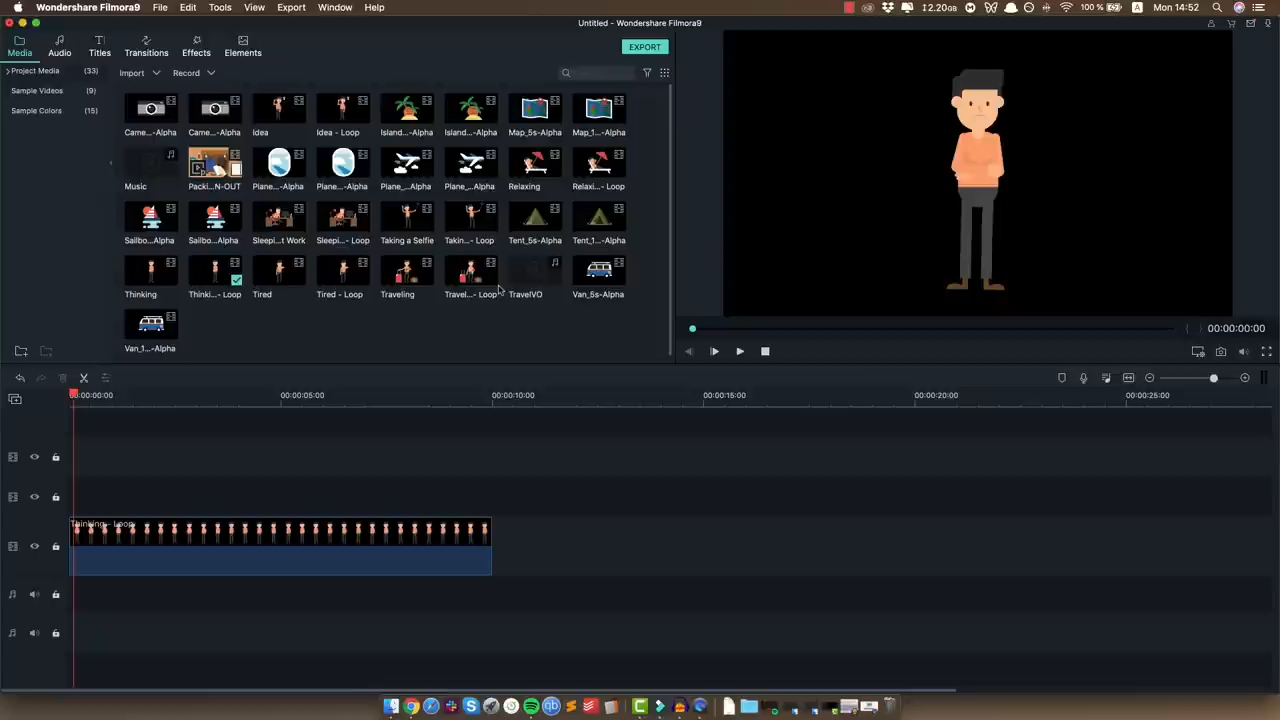 Wondershare Filmora9 File Edit Tools View Export Window Help 12.20GB 100 % A Mon 14:52
Untitled - Wondershare Filmora9
Media Audio Titles Transitions Effects Elements EXPORT
Project Media (33)
Sample Videos (9)
Sample Colors (15)
Import Record
Came...-Alpha Came...-Alpha Idea Idea - Loop Island...-Alpha Island...-Alpha Map_5s-Alpha Map_1...-Alpha
Music Packi...N-OUT Plane...-Alpha Plane...-Alpha Plane_...Alpha Plane_...Alpha Relaxing Relaxi...- Loop
Sailbo...Alpha Sailbo...Alpha Sleepi...t Work Sleepi...- Loop Taking a Selfie Takin...- Loop Tent_5s-Alpha Tent_1...-Alpha
Thinking Thinki...- Loop Tired Tired - Loop Traveling Travel...- Loop TravelVO Van_5s-Alpha
Van_1...-Alpha
00:00:00:00
00:00:00:00 00:00:05:00 00:00:10:00 00:00:15:00 00:00:20:00 00:00:25:00
Thinking - Loop